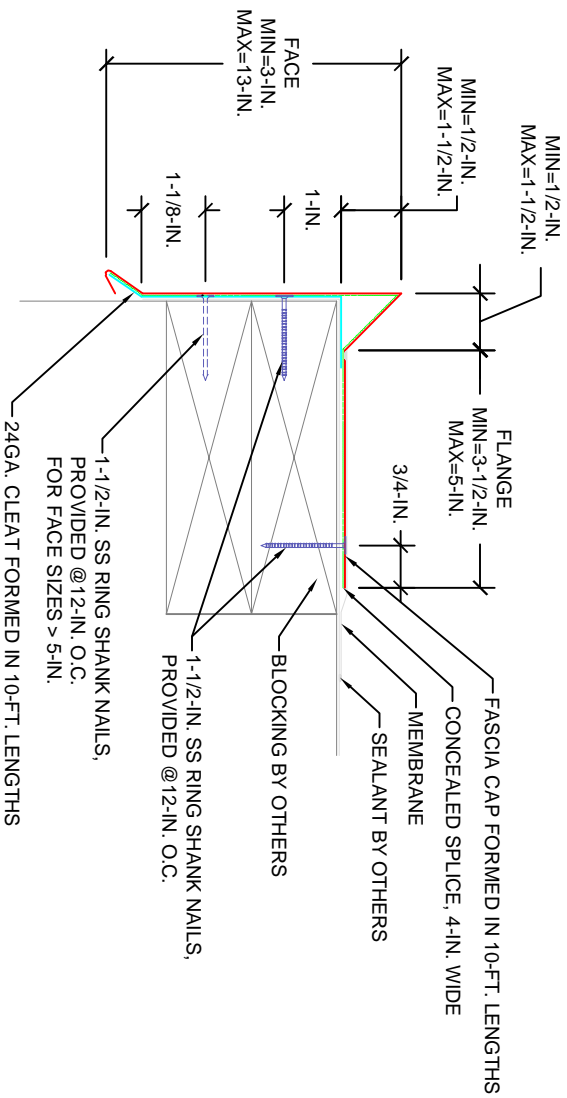 MIN=1/2-IN.
MAX=1-1/2-IN.
MIN=1/2-IN.
MAX=1-1/2-IN.
FACE
MIN=3-IN.
MAX=13-IN.
1-IN.
1-1/8-IN.
FLANGE
MIN=3-1/2-IN.
MAX=5-IN.
3/4-IN.
FASCIA CAP FORMED IN 10-FT. LENGTHS
CONCEALED SPLICE, 4-IN. WIDE
MEMBRANE
SEALANT BY OTHERS
BLOCKING BY OTHERS
1-1/2-IN. SS RING SHANK NAILS,
PROVIDED @12-IN. O.C.
1-1/2-IN. SS RING SHANK NAILS,
PROVIDED @12-IN. O.C.
FOR FACE SIZES > 5-IN.
24GA. CLEAT FORMED IN 10-FT. LENGTHS